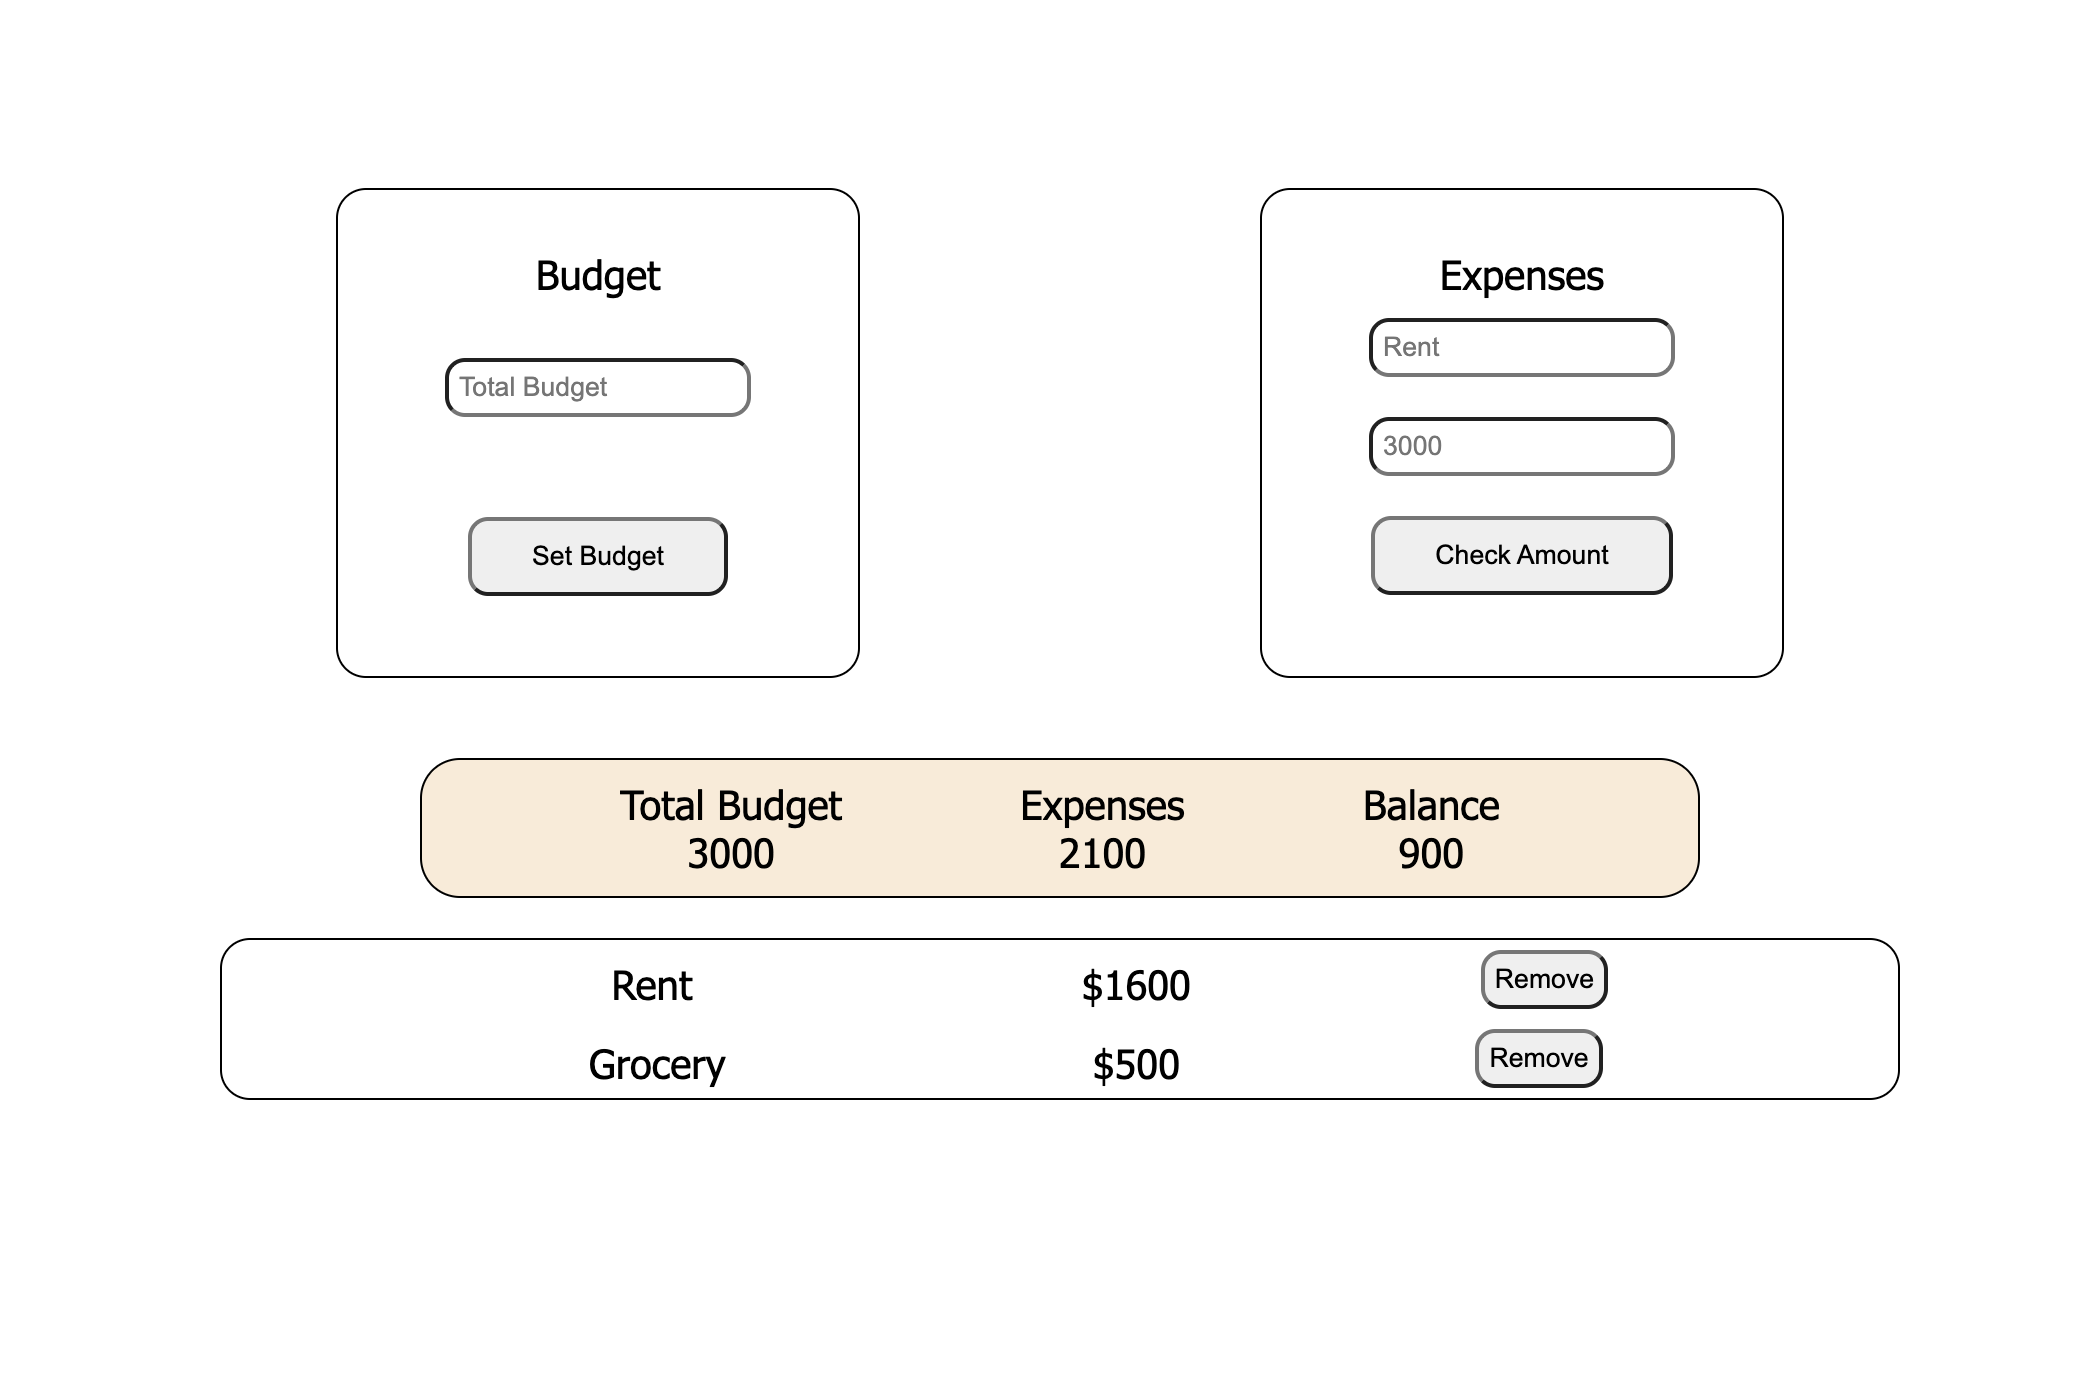 Budget
Total Budget
Set Budget
Expenses
Rent
3000
Check Amount
Total Budget Expenses Balance
3000 2100 900
Rent $1600 Remove
Grocery $500 Remove